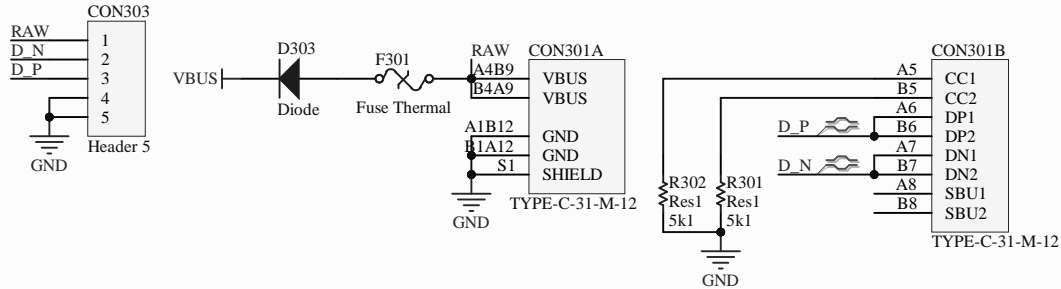 CON303
RAW 1
D_N 2
D_P 3
4
5
GND
Header 5
VBUS
D303
Diode
F301
Fuse Thermal
RAW
CON301A
A4B9 VBUS
B4A9 VBUS
A1B12 GND
B1A12 GND
S1 SHIELD
GND
TYPE-C-31-M-12
CON301B
A5 CC1
B5 CC2
A6 DP1
D_P B6 DP2
A7 DN1
D_N B7 DN2
A8 SBU1
B8 SBU2
TYPE-C-31-M-12
R302
Res1
5k1
R301
Res1
5k1
GND